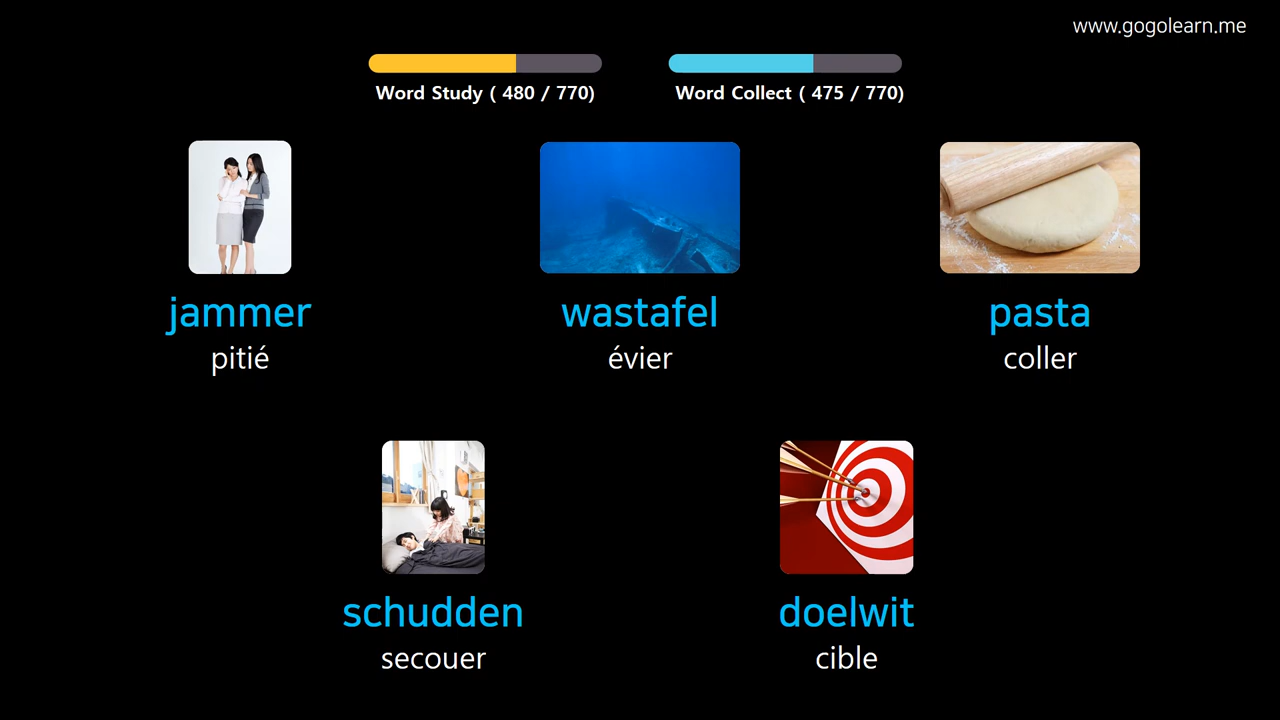 www.gogolearn.me
Word Study ( 480 / 770)
Word Collect ( 475 / 770)
jammer
pitié
wastafel
évier
pasta
coller
schudden
secouer
doelwit
cible